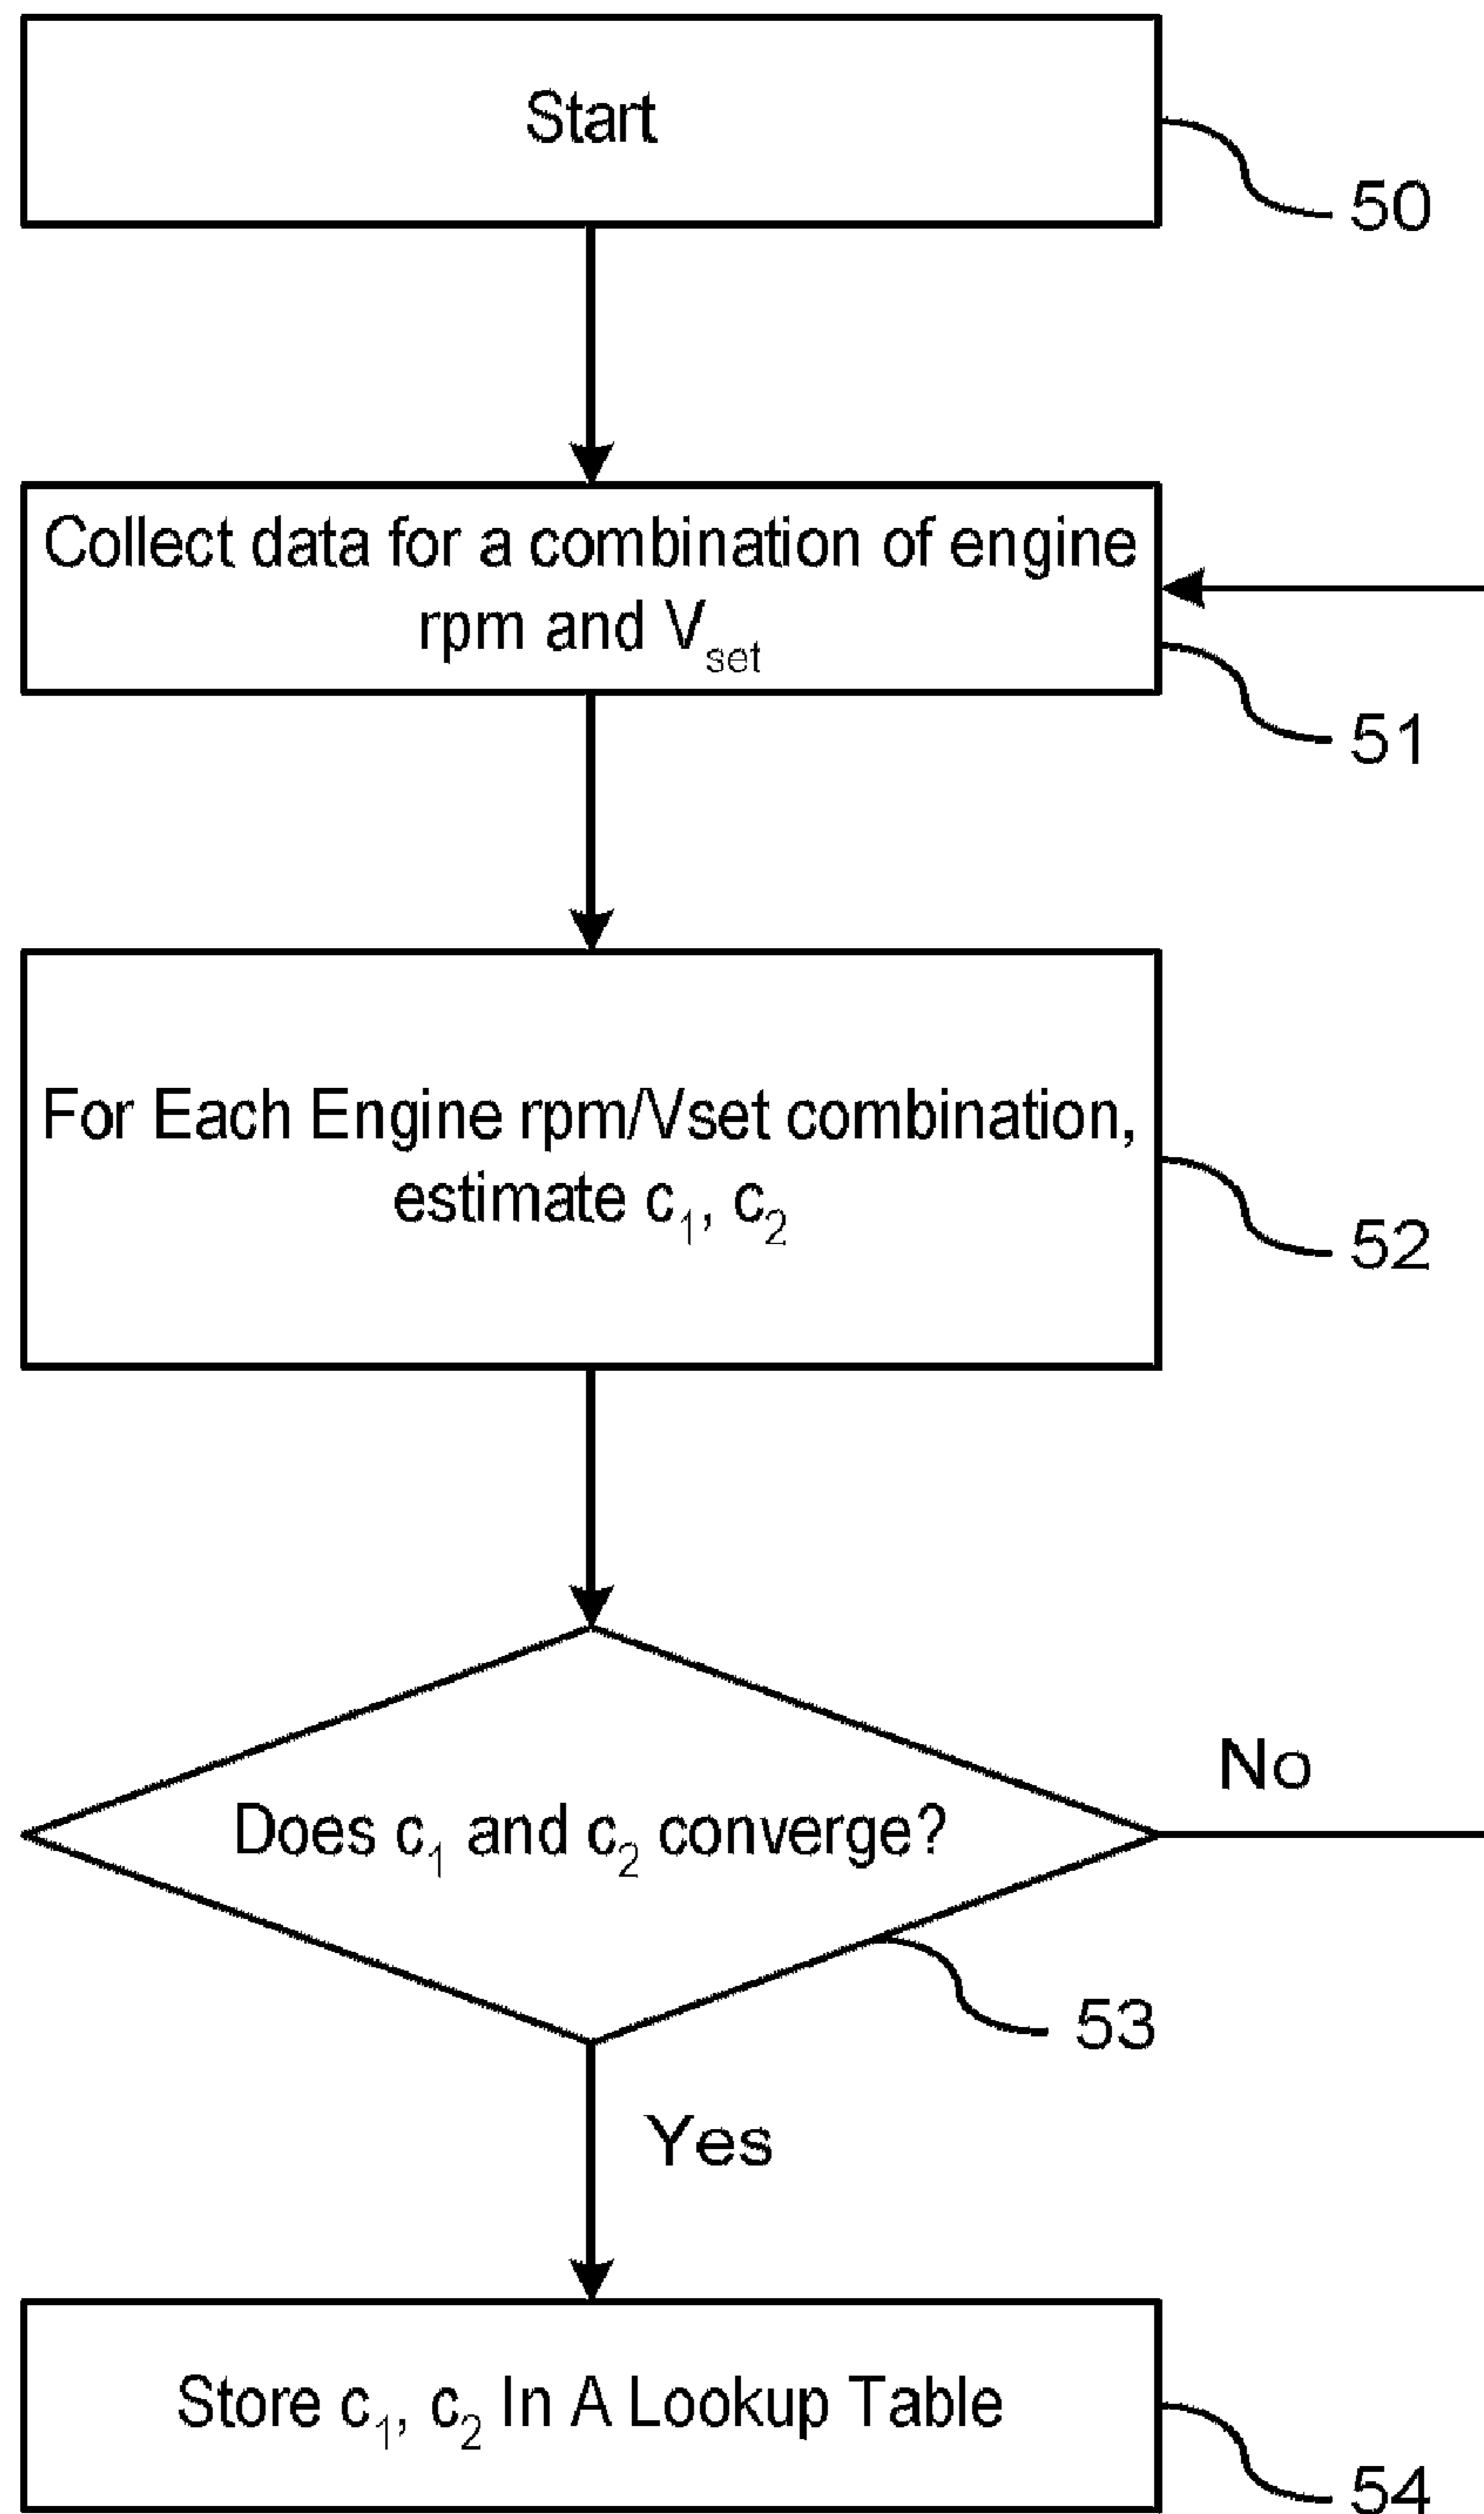 Start
50
Collect data for a combination of engine
rpm and Vset
51
For Each Engine rpm/Vset combination,
estimate c1, c2
52
No
Does c1 and c2 converge?
53
Yes
Store c1, c2 In A Lookup Table
54